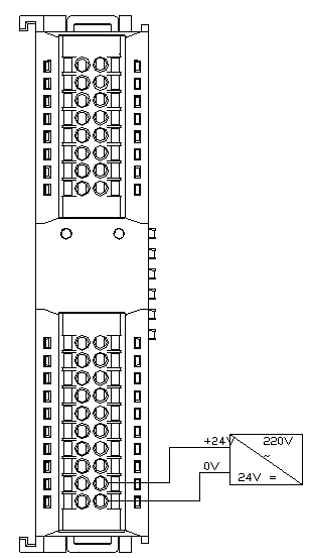 +24V
220V
~
0V
24V =